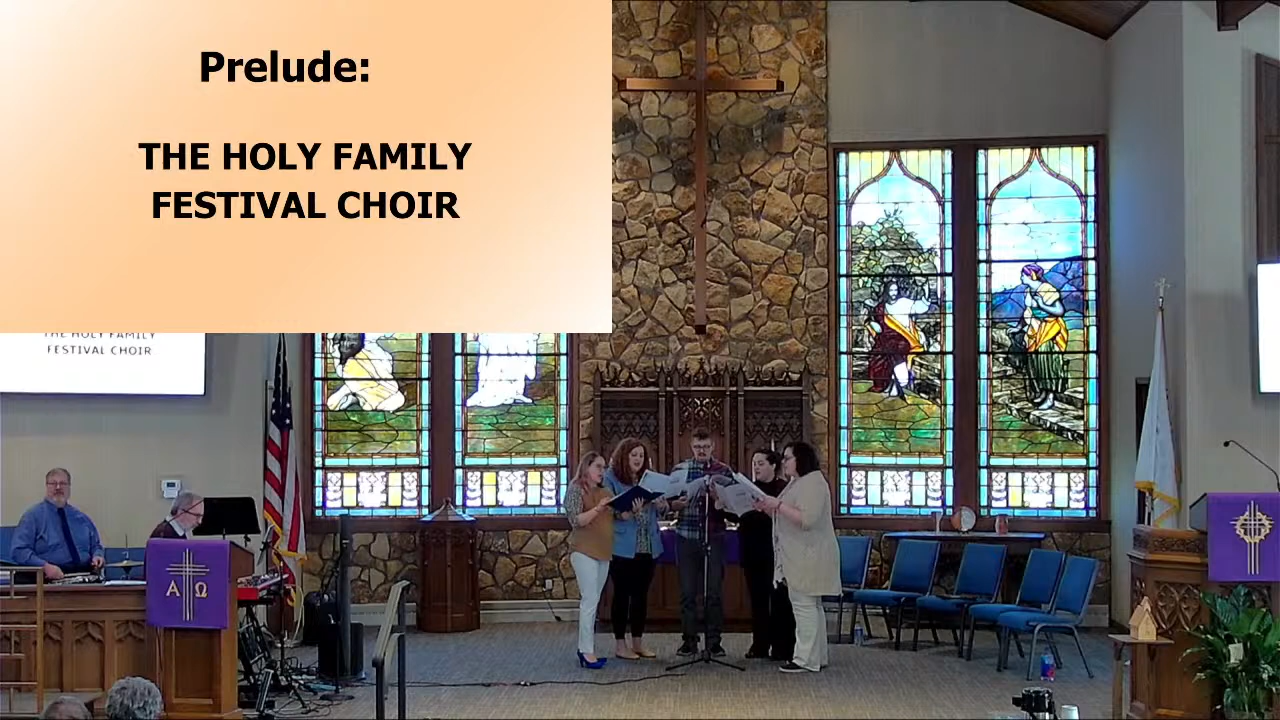 Prelude:
THE HOLY FAMILY
FESTIVAL CHOIR
THE HOLY FAMILY
FESTIVAL CHOIR
Α Ω